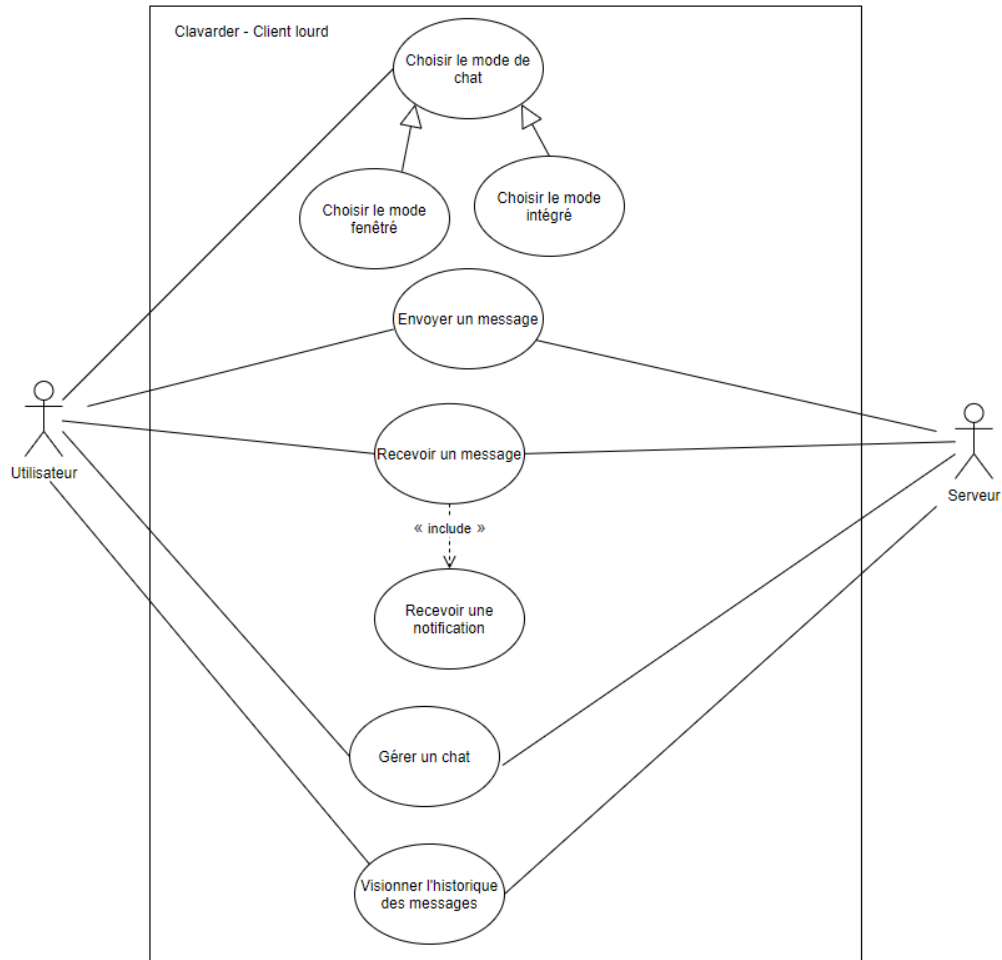 Clavarder - Client lourd
Choisir le mode de
chat
Choisir le mode
fenêtré
Choisir le mode
intégré
Envoyer un message
Utilisateur
Recevoir un message
Serveur
« include »
Recevoir une
notification
Gérer un chat
Visionner l'historique
des messages